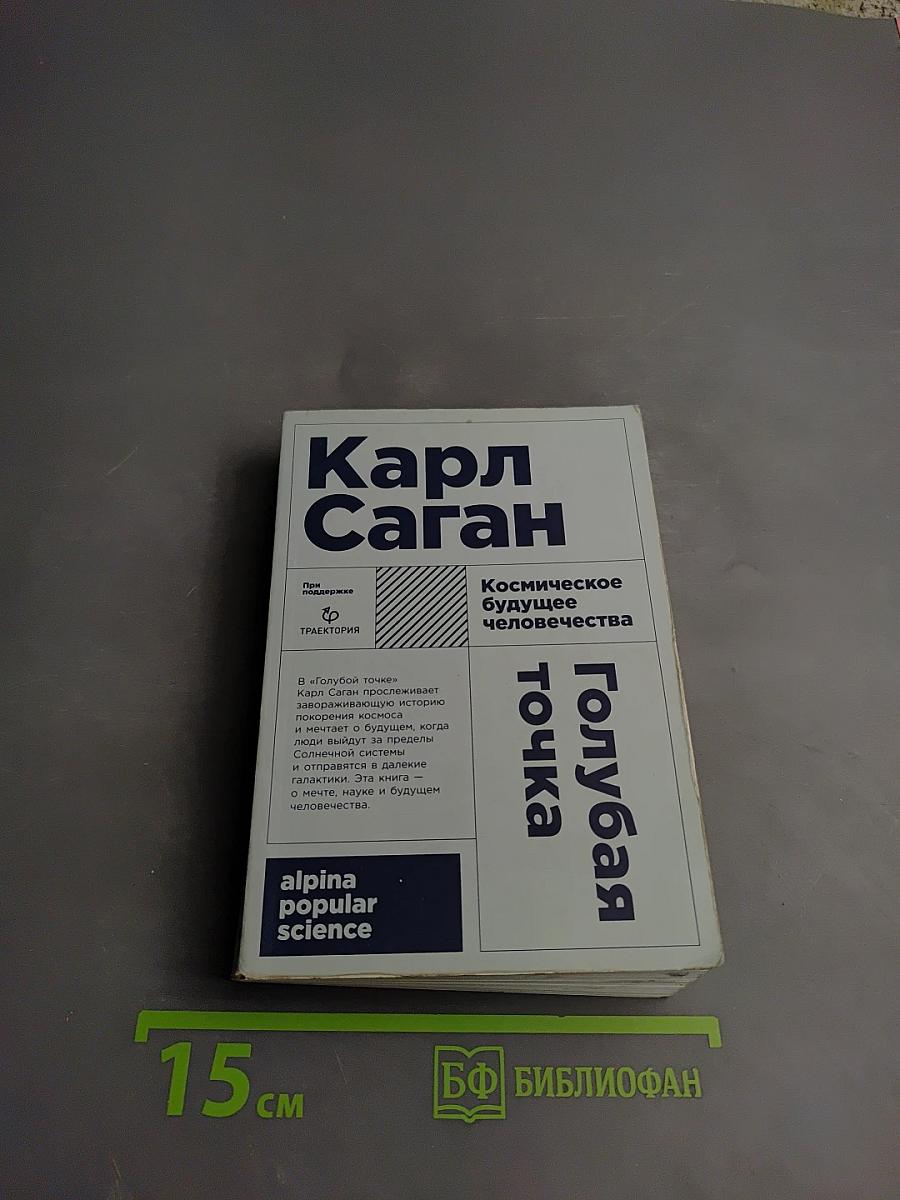 Карл
Саган
При
поддержке
ТРАЕКТОРИЯ
Космическое
будущее
человечества
В «Голубой точке»
Карл Саган прослеживает
завораживающую историю
покорения космоса
и мечтает о будущем, когда
люди выйдут за пределы
Солнечной системы
и отправятся в далекие
галактики. Эта книга —
о мечте, науке и будущем
человечества.
Голубая
точка
alpina
popular
science
15 см
БФ БИБЛИОФАН